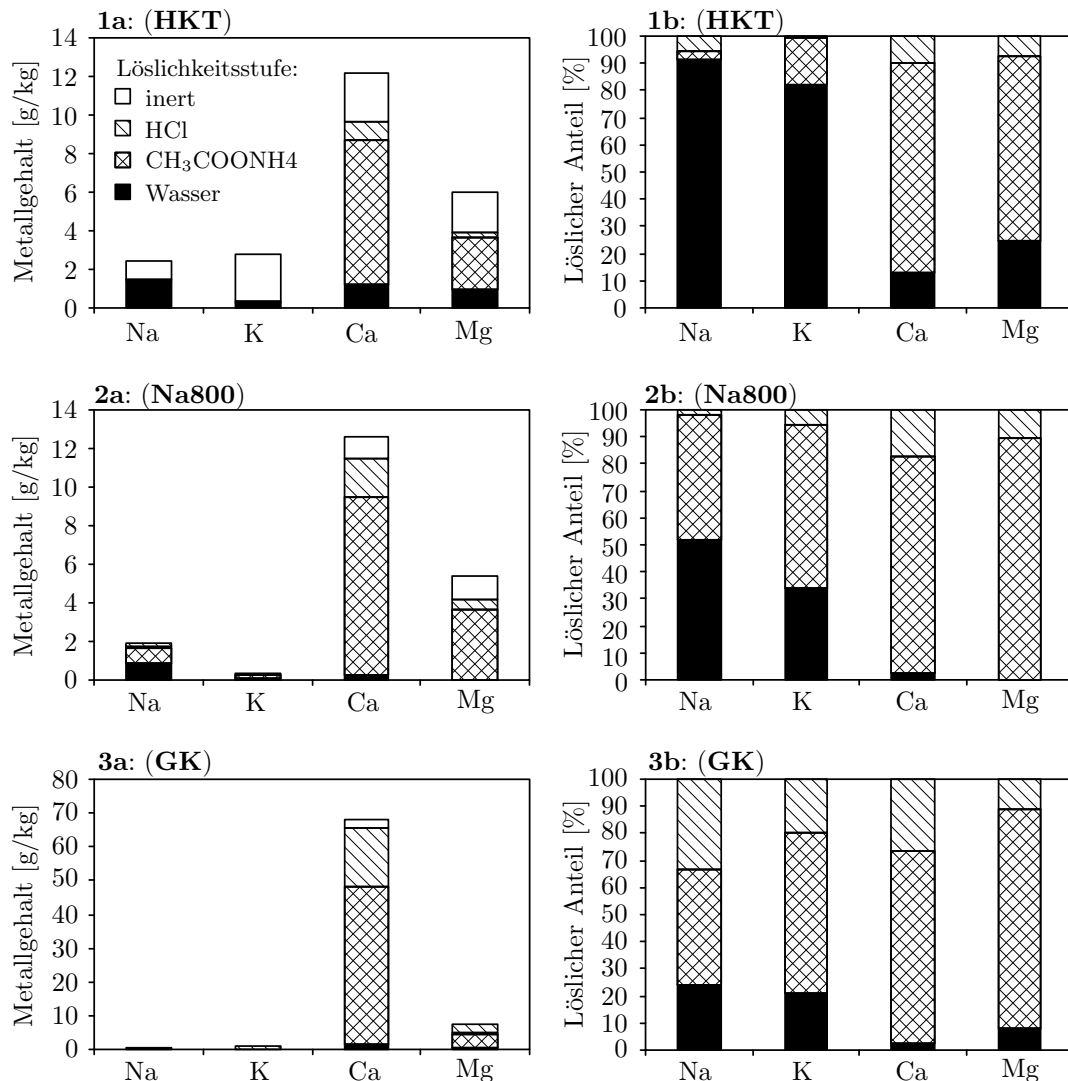 1a: (HKT)
Metallgehalt [g/kg]
14
12
10
8
6
4
2
0
Löslichkeitsstufe:
inert
HCl
CH₃COONH4
Wasser
Na K Ca Mg
1b: (HKT)
Löslicher Anteil [%]
100
90
80
70
60
50
40
30
20
10
0
Na K Ca Mg
2a: (Na800)
Metallgehalt [g/kg]
14
12
10
8
6
4
2
0
Na K Ca Mg
2b: (Na800)
Löslicher Anteil [%]
100
90
80
70
60
50
40
30
20
10
0
Na K Ca Mg
3a: (GK)
Metallgehalt [g/kg]
80
70
60
50
40
30
20
10
0
Na K Ca Mg
3b: (GK)
Löslicher Anteil [%]
100
90
80
70
60
50
40
30
20
10
0
Na K Ca Mg